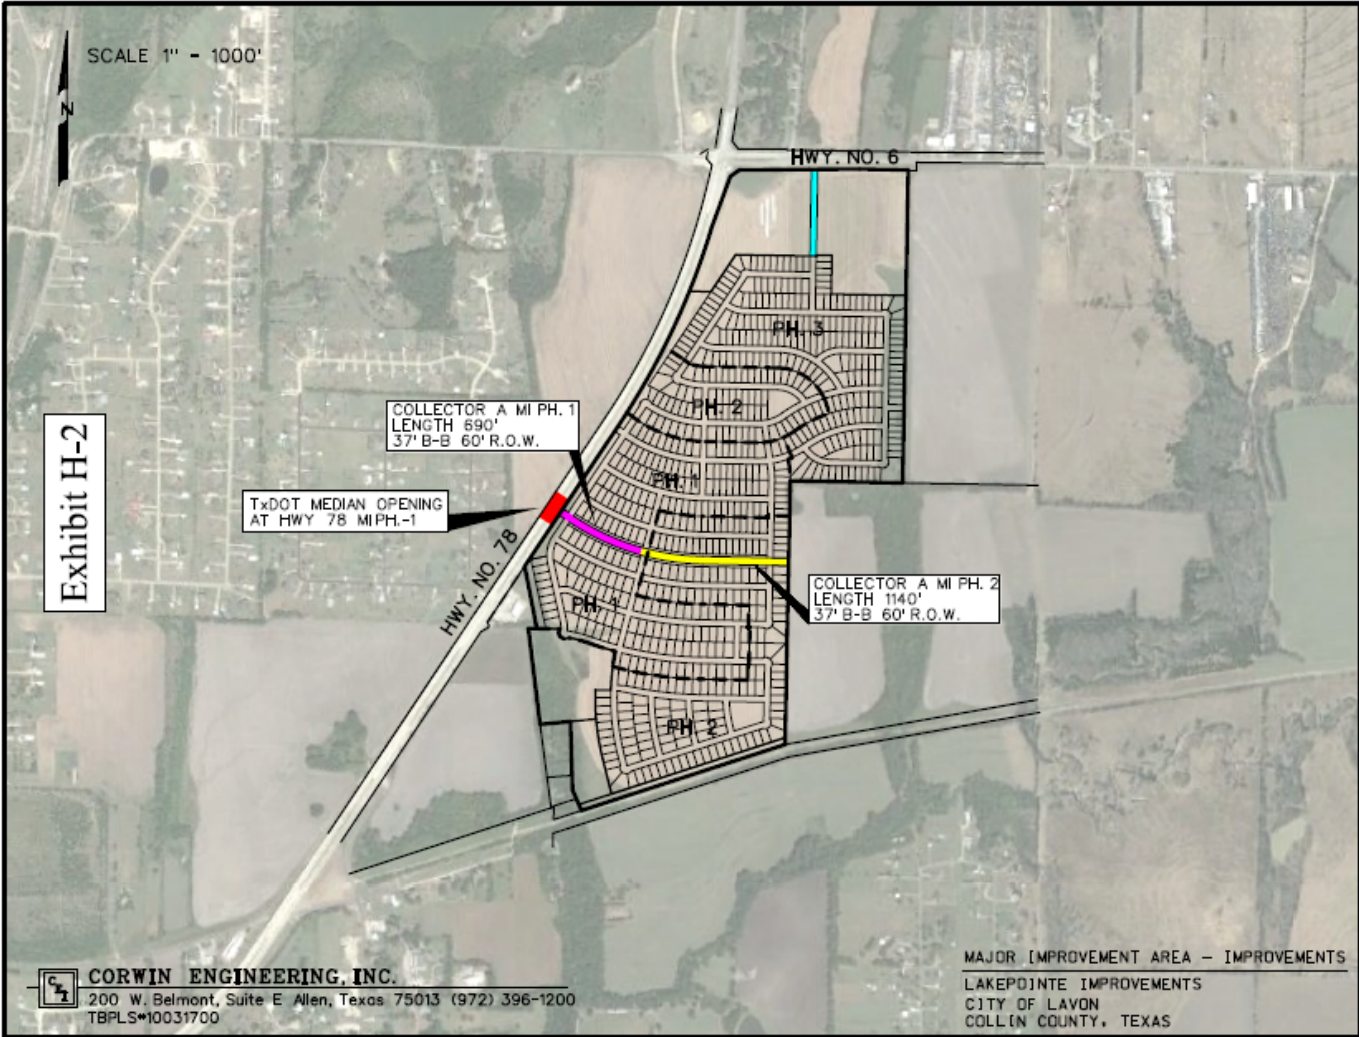 SCALE 1" - 1000'
N
HWY. NO. 6
PH. 3
PH. 2
COLLECTOR A MI PH. 1
LENGTH 690'
37' B-B 60' R.O.W.
PH. 1
TxDOT MEDIAN OPENING
AT HWY 78 MIPH.-1
Exhibit H-2
HWY. NO. 78
COLLECTOR A MI PH. 2
LENGTH 1140'
37' B-B 60' R.O.W.
PH. 1
PH. 2
CORWIN ENGINEERING, INC.
200 W. Belmont, Suite E Allen, Texas 75013 (972) 396-1200
TBPLS#10031700
MAJOR IMPROVEMENT AREA - IMPROVEMENTS
LAKEPOINTE IMPROVEMENTS
CITY OF LAVON
COLLIN COUNTY, TEXAS